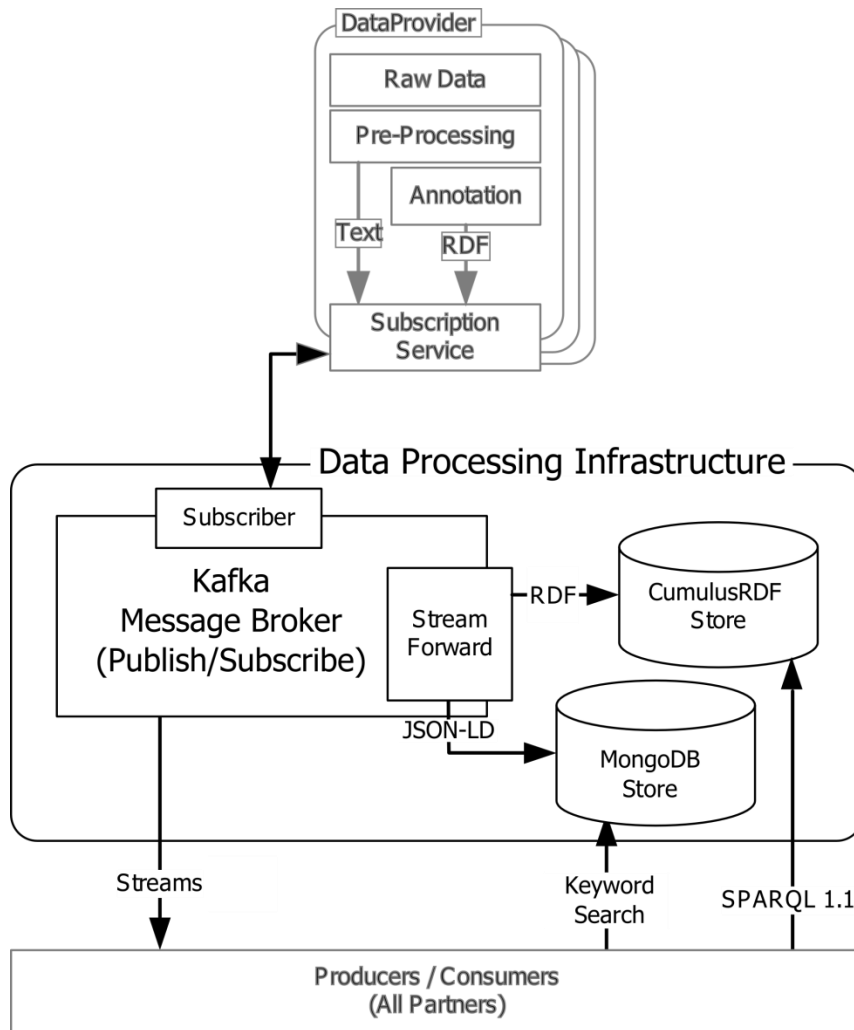 DataProvider
Raw Data
Pre-Processing
Annotation
Text
RDF
Subscription
Service
Data Processing Infrastructure
Subscriber
Kafka
Message Broker
(Publish/Subscribe)
Stream
Forward
RDF
CumulusRDF
Store
JSON-LD
MongoDB
Store
Streams
Keyword
Search
SPARQL 1.1
Producers / Consumers
(All Partners)